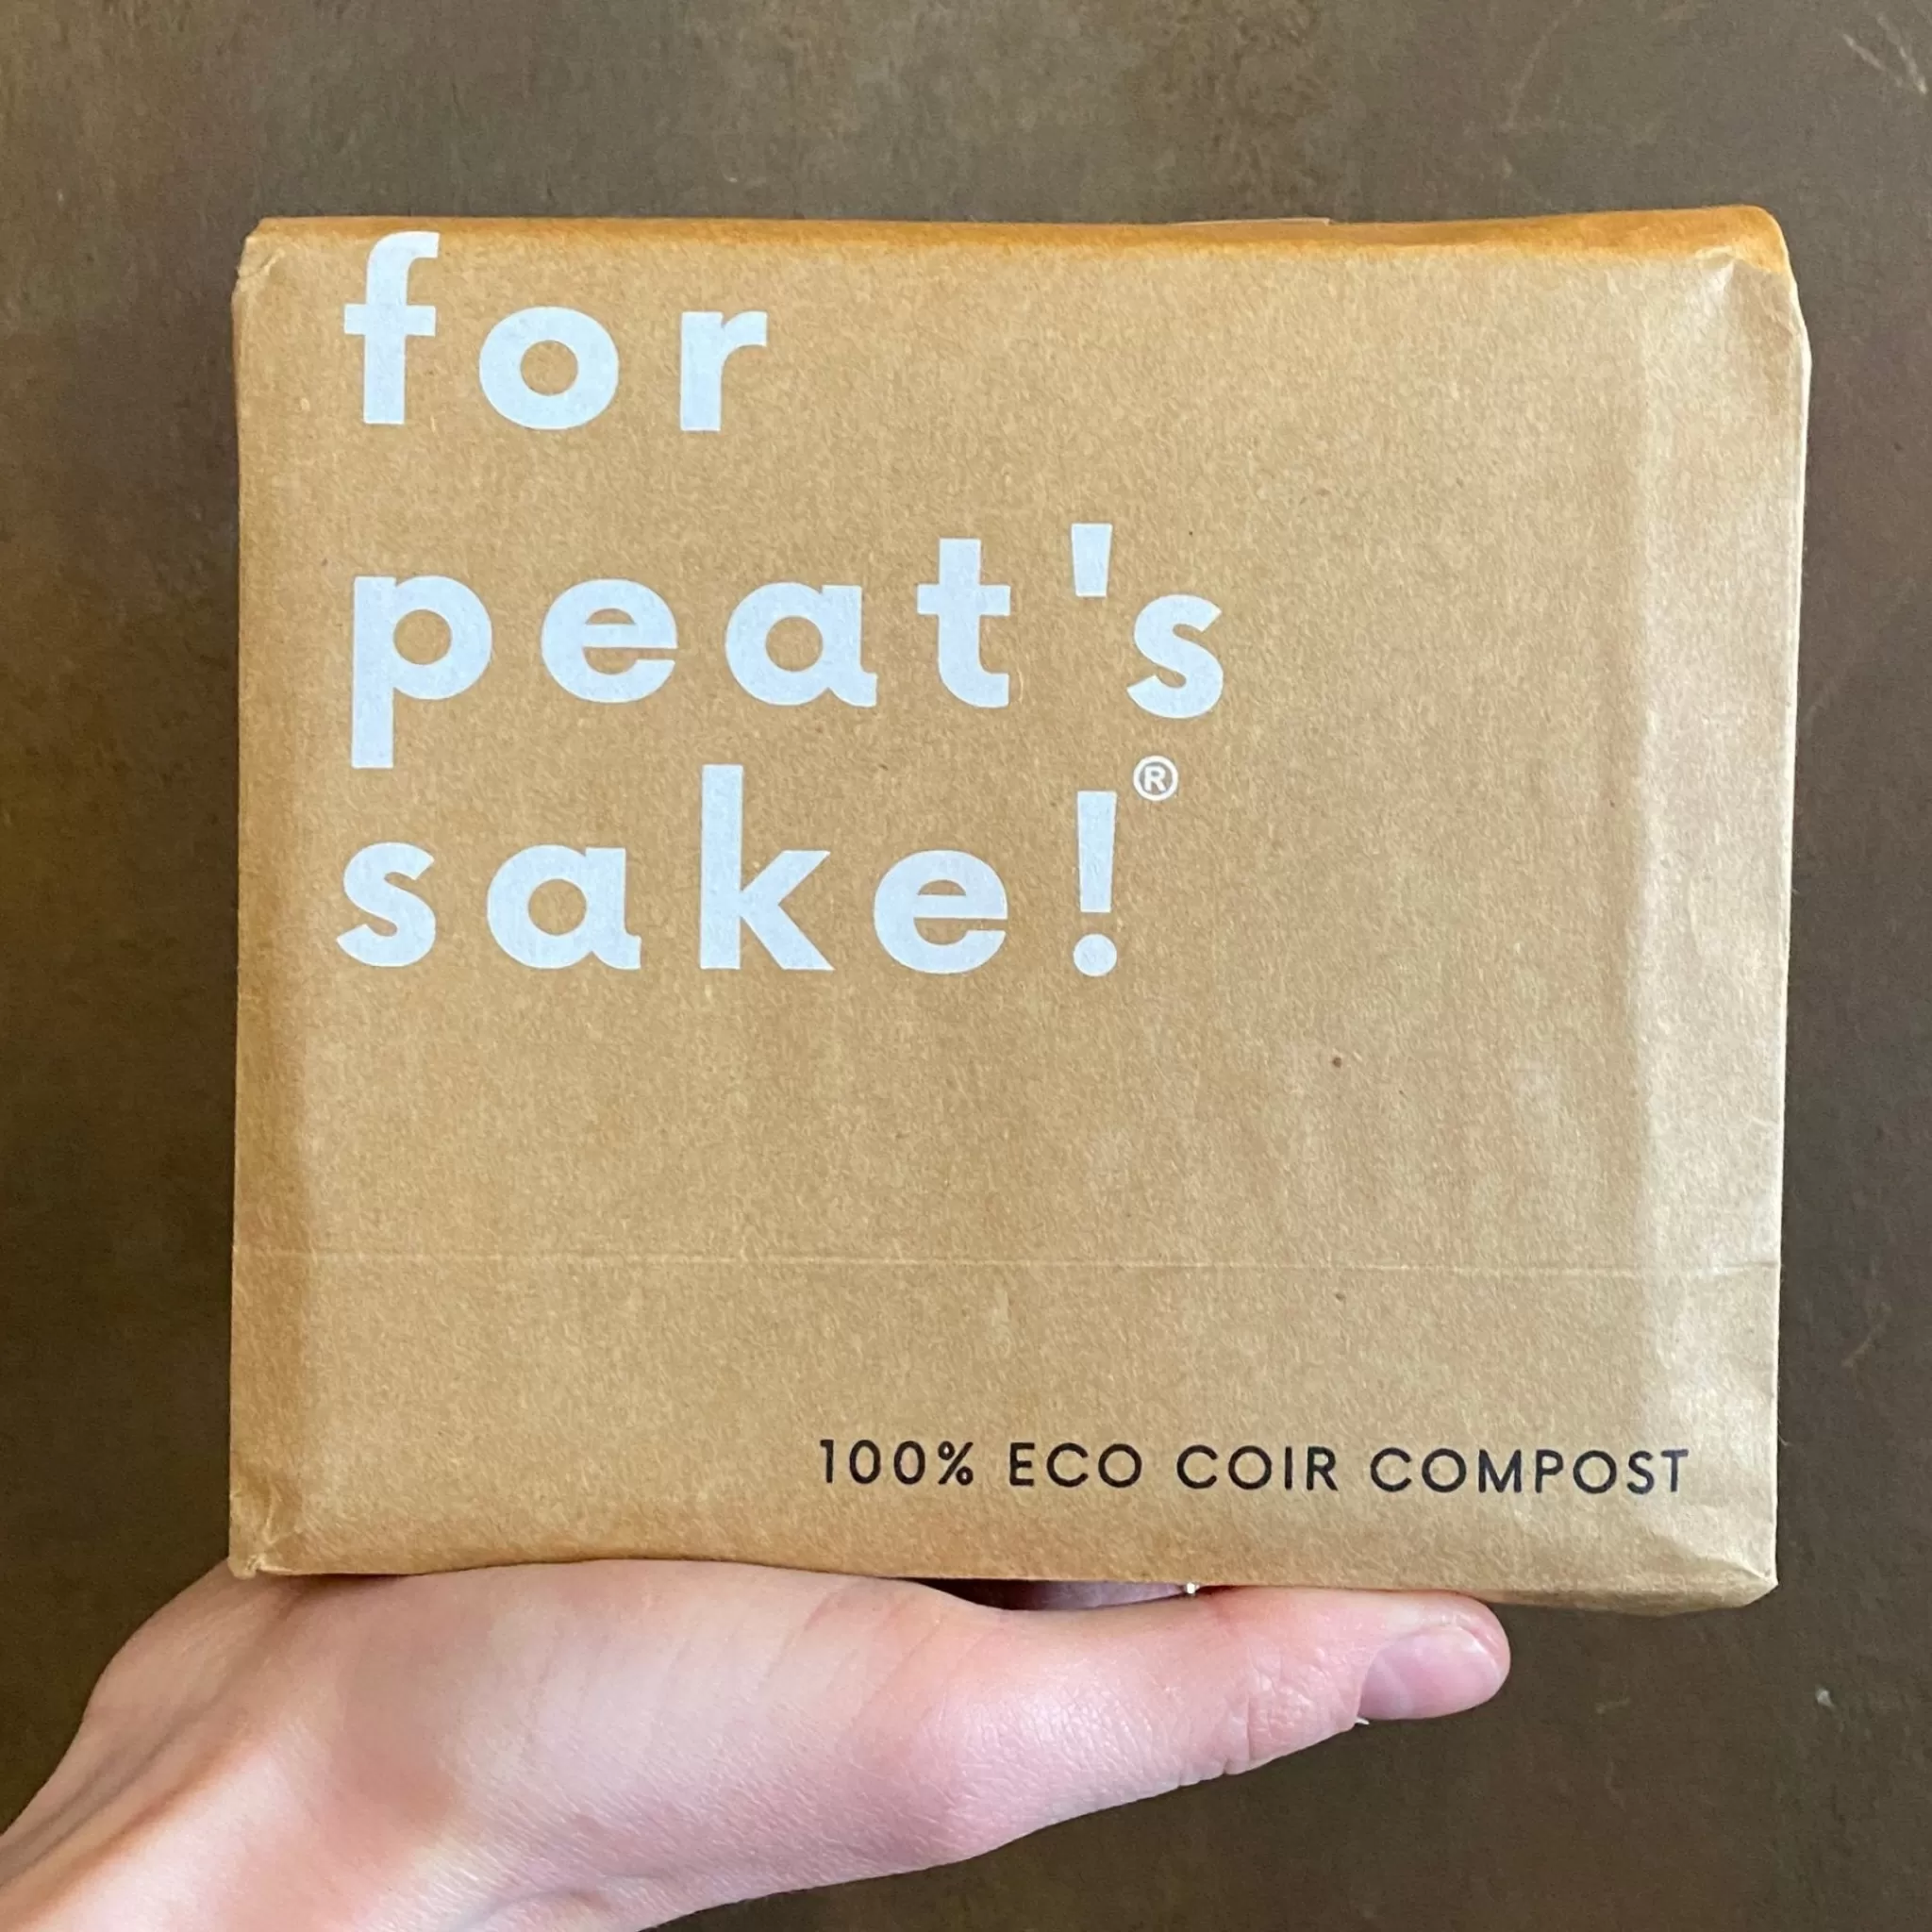 for
peat's
sake!®
100% ECO COIR COMPOST